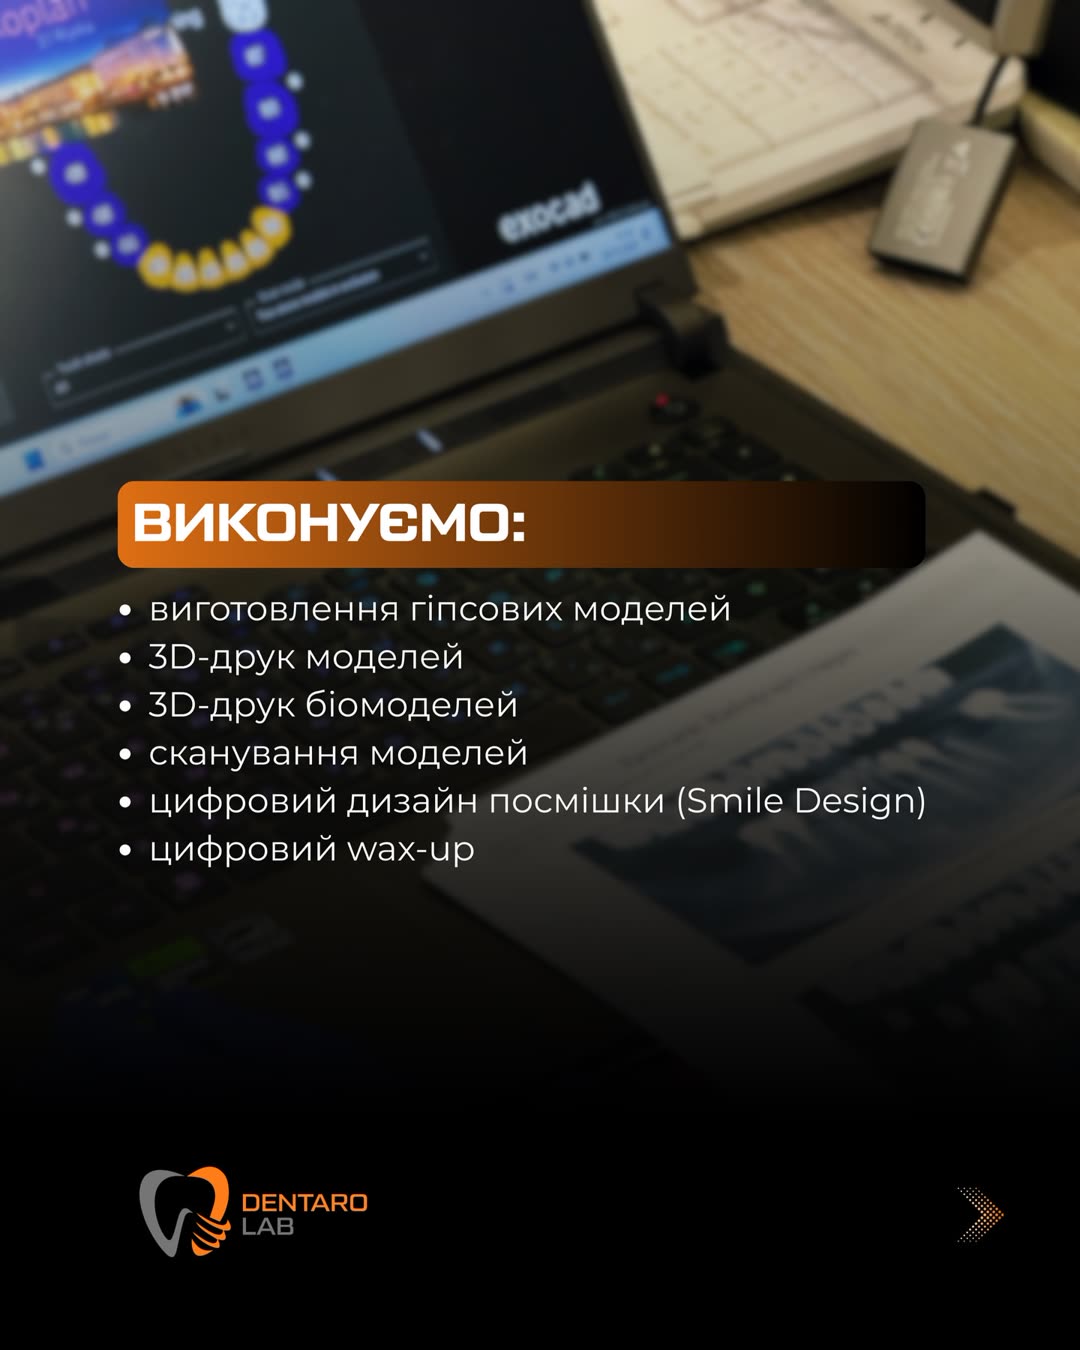 exocad
ВИКОНУЄМО:
• виготовлення гіпсових моделей
• 3D-друк моделей
• 3D-друк біомоделей
• сканування моделей
• цифровий дизайн посмішки (Smile Design)
• цифровий wax-up
DENTARO
LAB